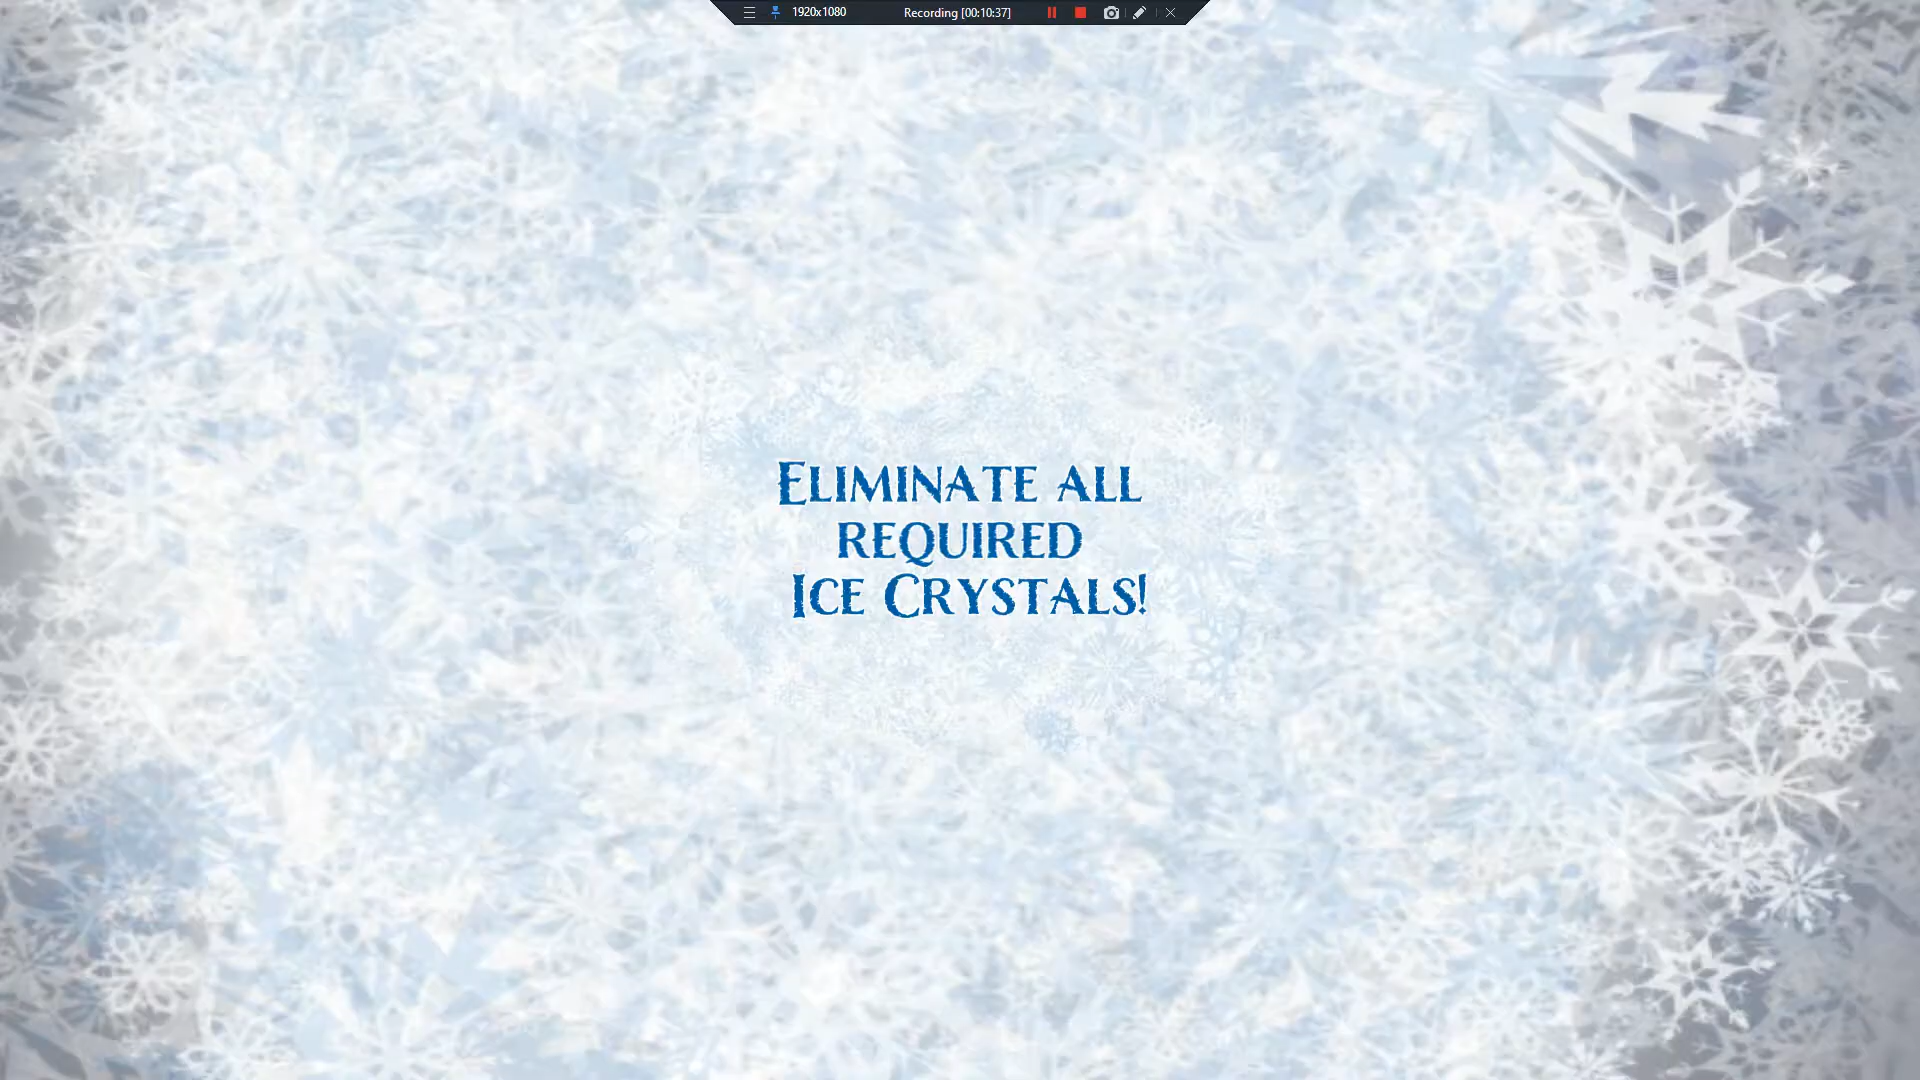 1920x1080 Recording [00:10:37]
Eliminate all
required
Ice Crystals!